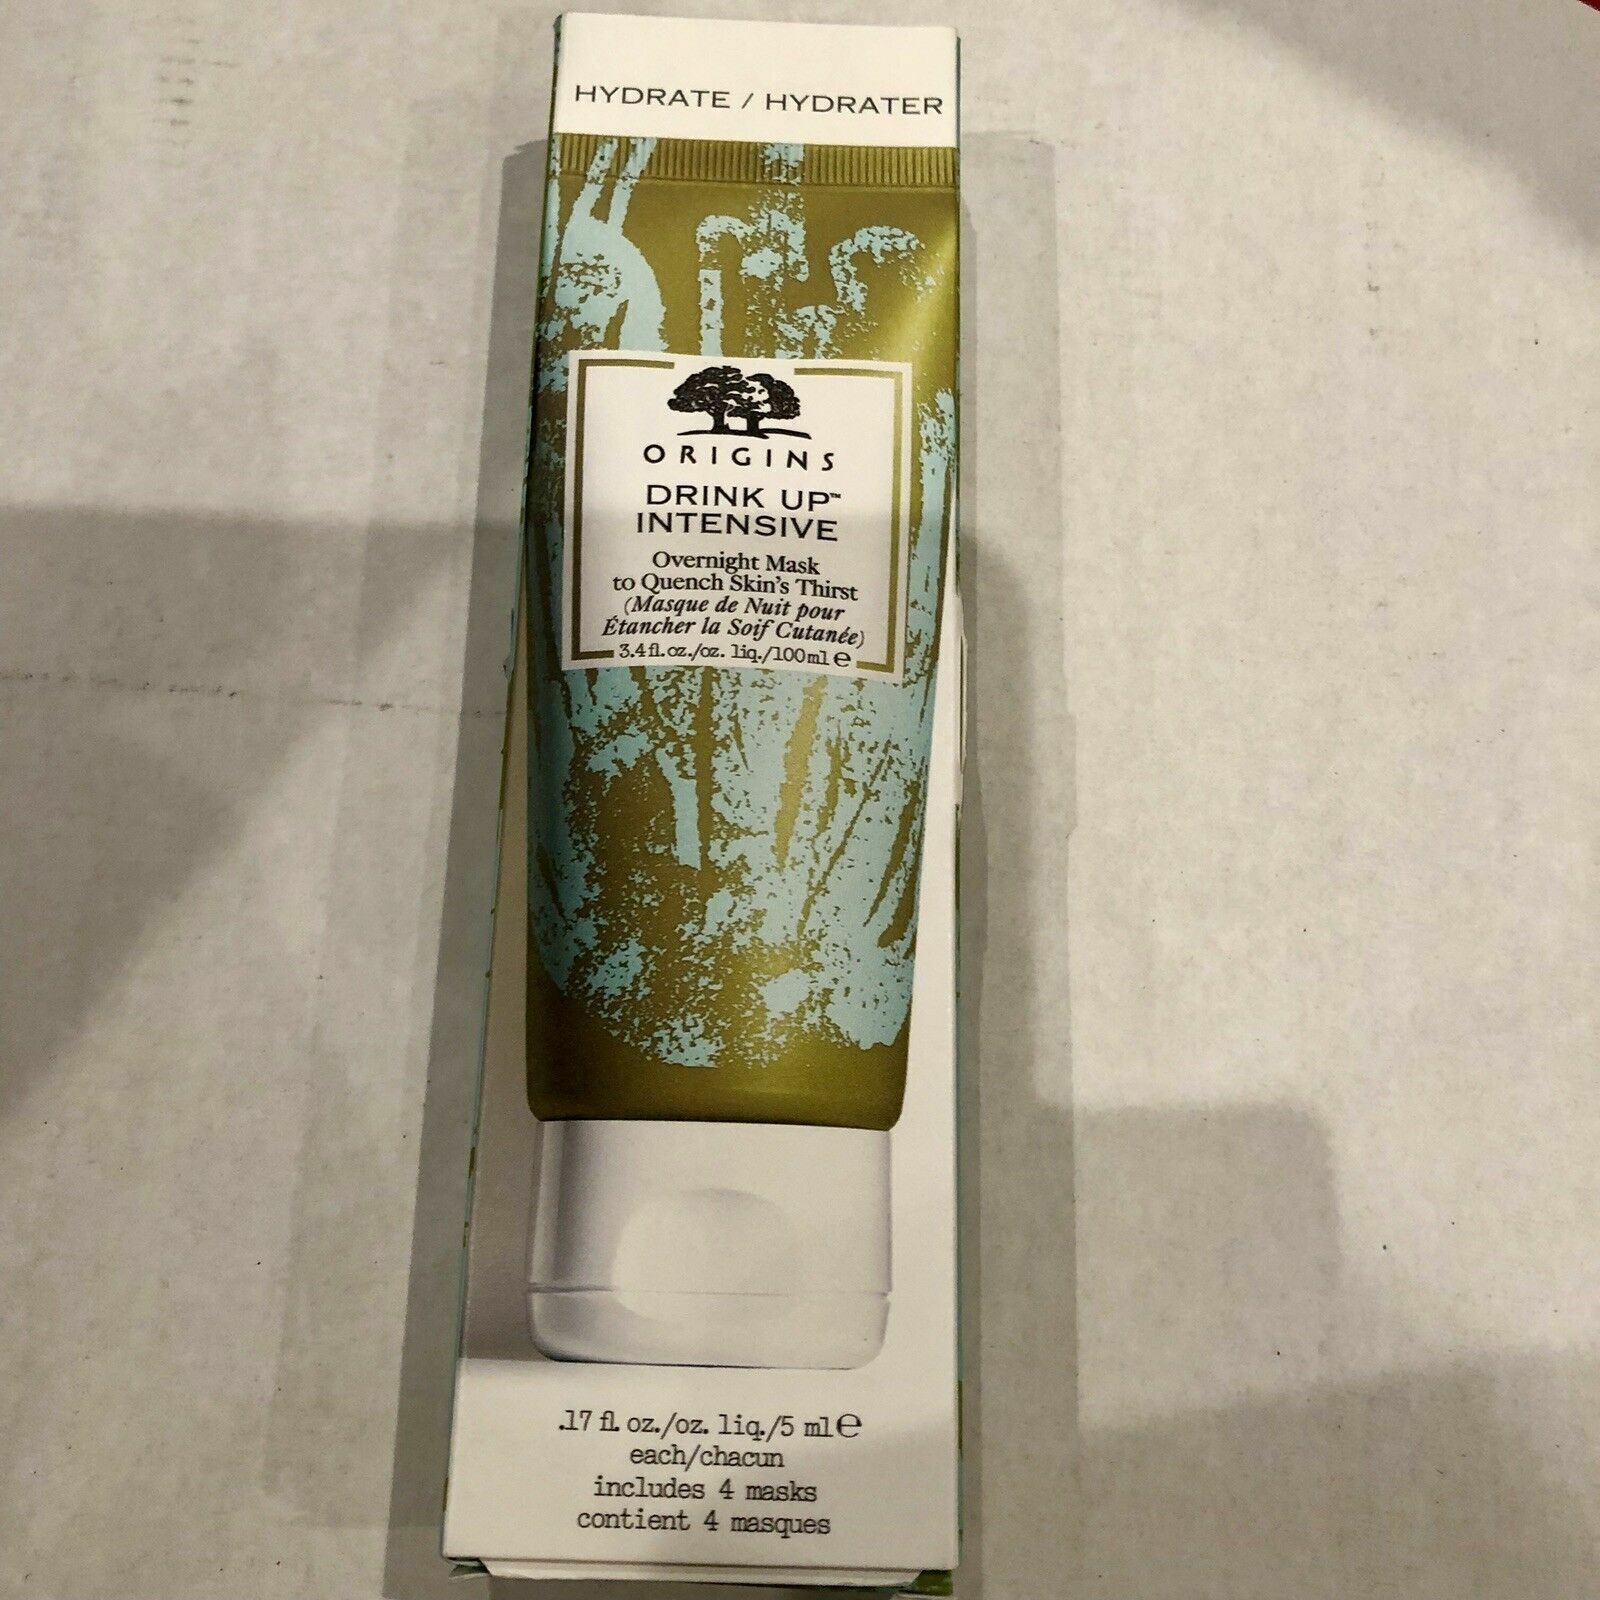 HYDRATE / HYDRATER
ORIGINS
DRINK UP™
INTENSIVE
Overnight Mask
to Quench Skin's Thirst
(Masque de Nuit pour
Étancher la Soif Cutanée)
3.4 fl. oz./oz. liq./100 ml ℮
.17 fl. oz./oz. liq./5 ml ℮
each/chacun
includes 4 masks
contient 4 masques